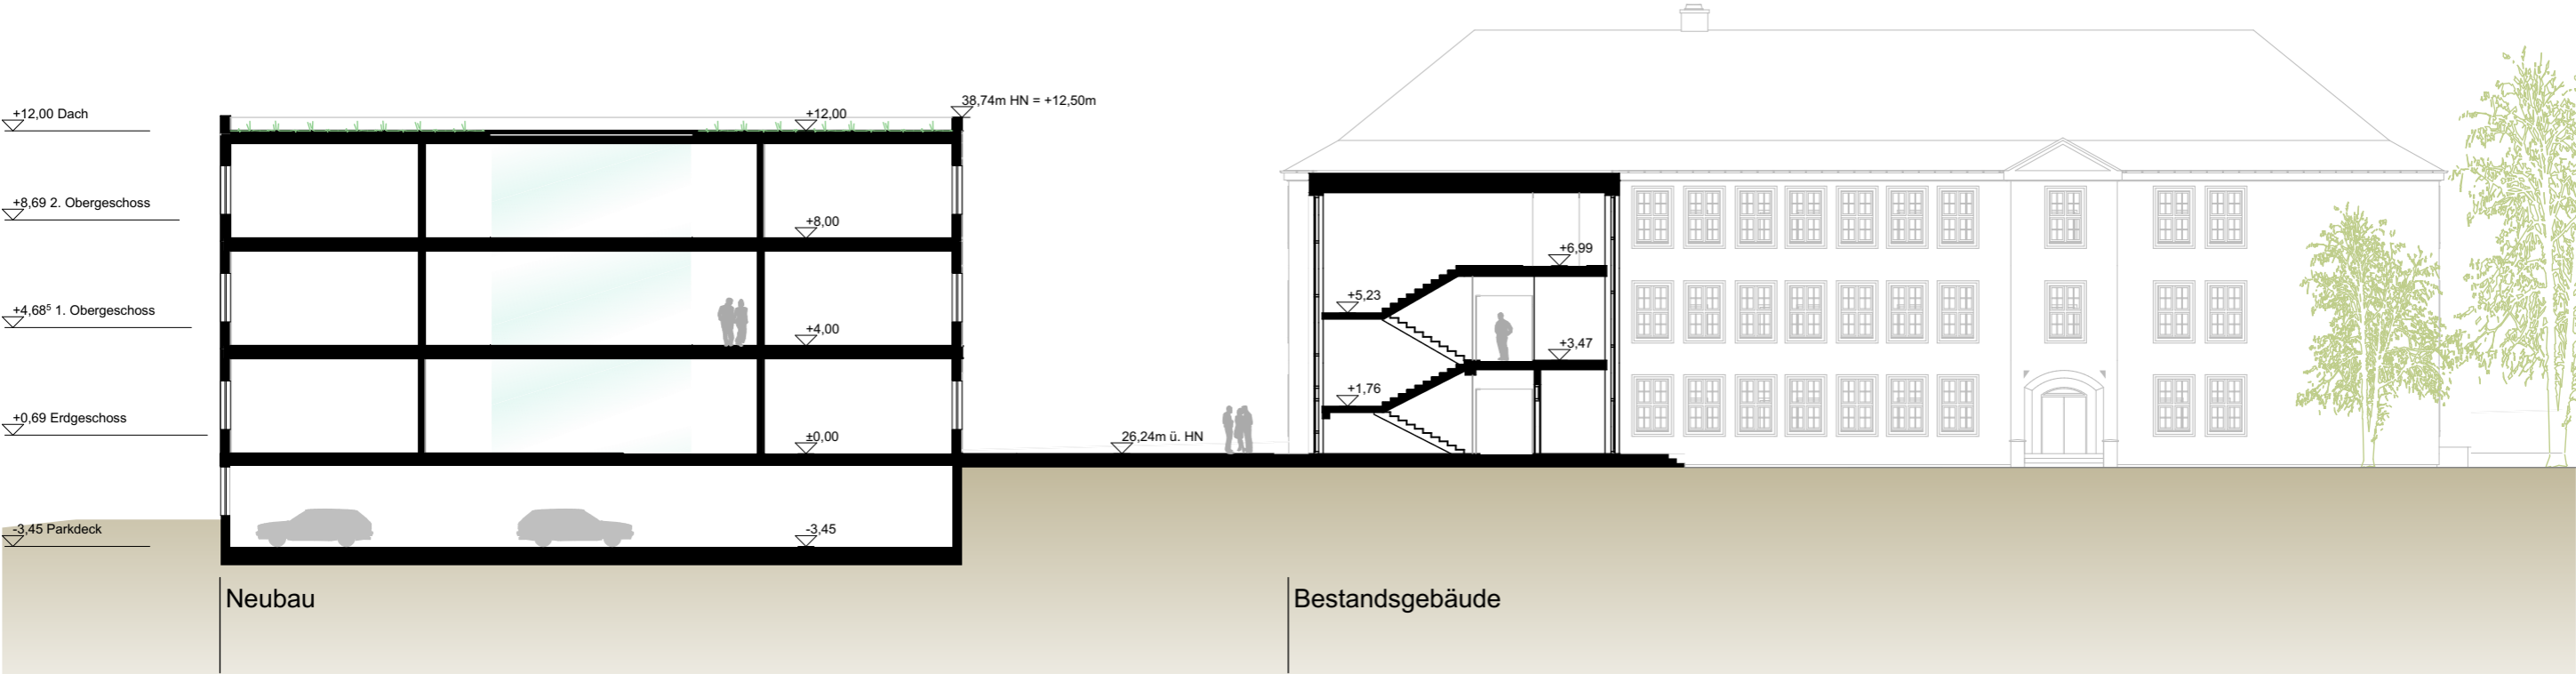 38,74m HN = +12,50m
+12,00 Dach
+12,00
+8,69 2. Obergeschoss
+8,00
+6,99
+5,23
+4,68⁵ 1. Obergeschoss
+4,00
+3,47
+1,76
+0,69 Erdgeschoss
±0,00
26,24m ü. HN
-3,45 Parkdeck
-3,45
Neubau
Bestandsgebäude